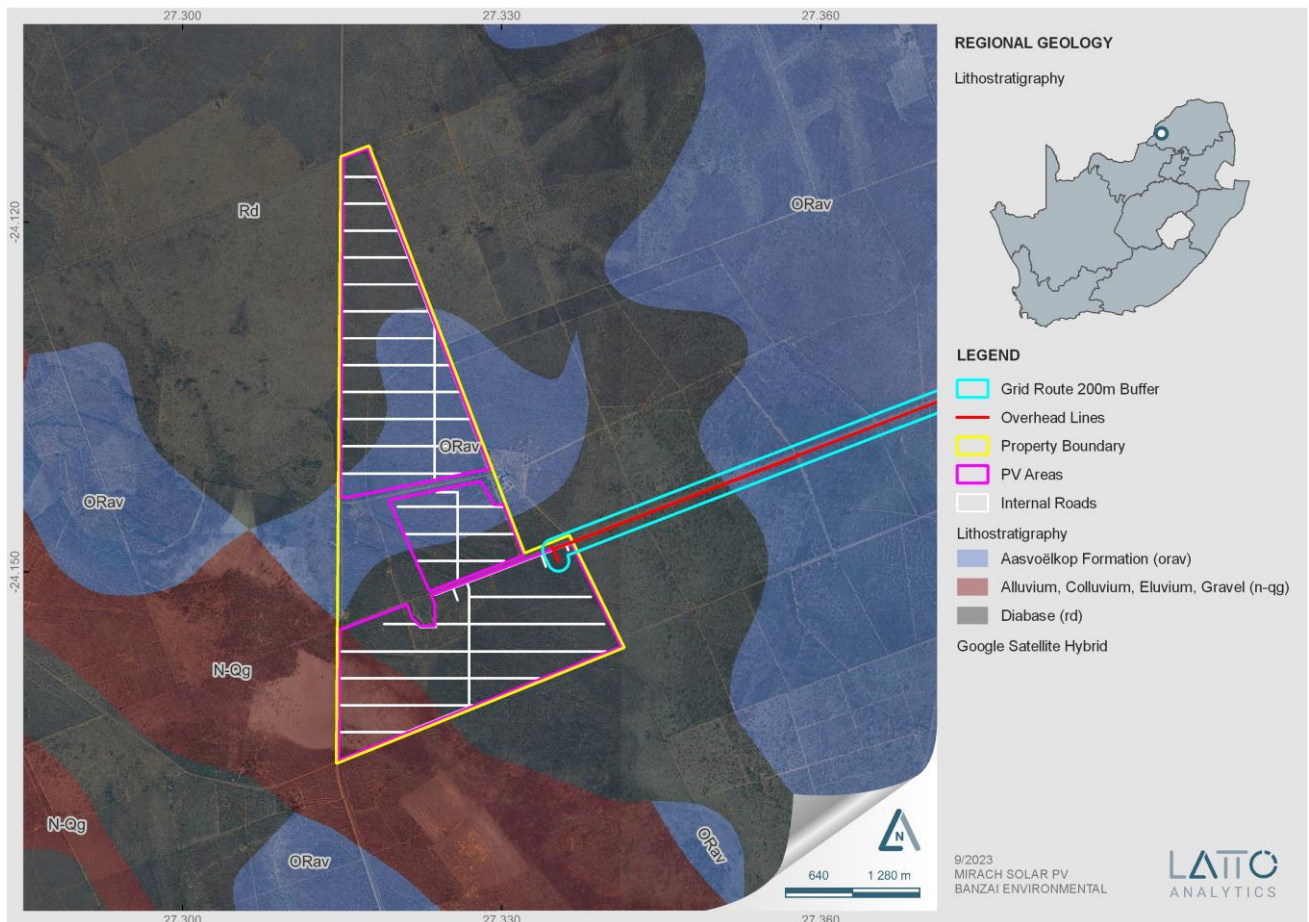 27.300 27.330 27.360
REGIONAL GEOLOGY
Lithostratigraphy
-24.120
Rd
ORav
ORav
ORav
-24.150
N-Qg
N-Qg
ORav
ORav
LEGEND
Grid Route 200m Buffer
Overhead Lines
Property Boundary
PV Areas
Internal Roads
Lithostratigraphy
Aasvoëlkop Formation (orav)
Alluvium, Colluvium, Eluvium, Gravel (n-qg)
Diabase (rd)
Google Satellite Hybrid
N
640 1 280 m
9/2023
MIRACH SOLAR PV
BANZAI ENVIRONMENTAL
LATTO
ANALYTICS
27.300 27.330 27.360